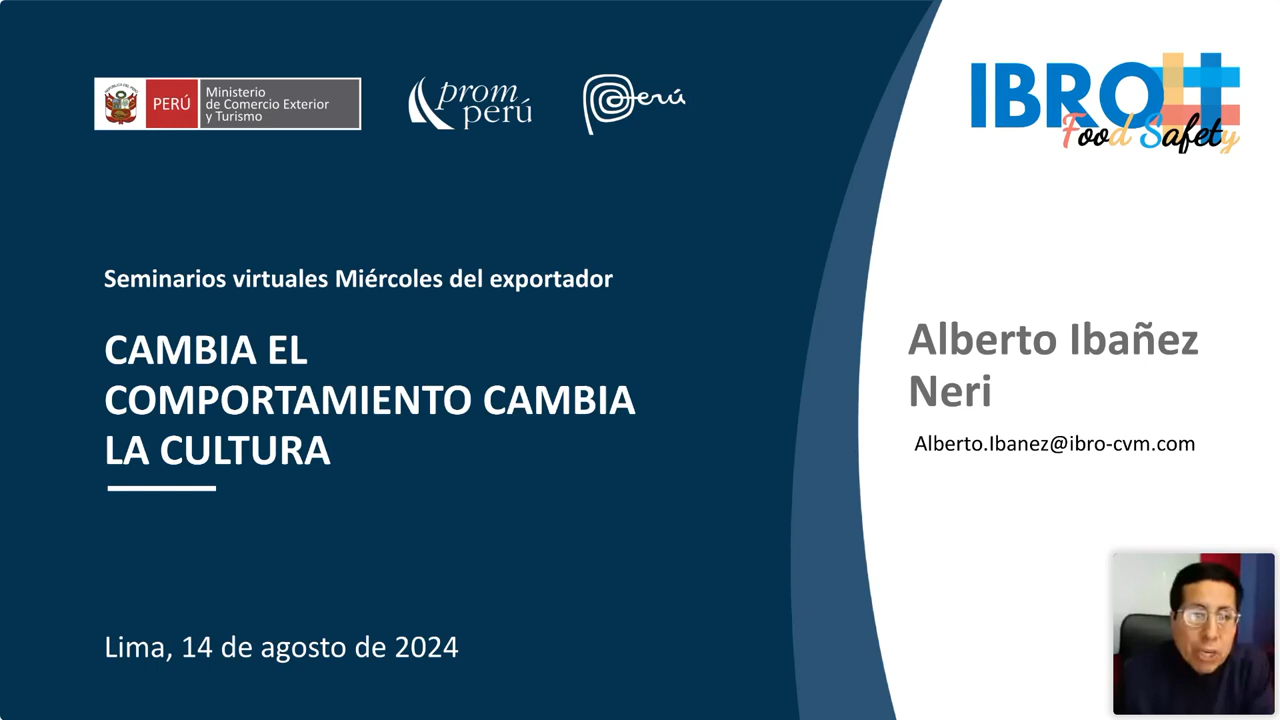 PERÚ
Ministerio
de Comercio Exterior
y Turismo
prom
perú
Perú
IBRO
Food Safety
Seminarios virtuales Miércoles del exportador
CAMBIA EL
COMPORTAMIENTO CAMBIA
LA CULTURA
Alberto Ibañez
Neri
Alberto.Ibanez@ibro-cvm.com
Lima, 14 de agosto de 2024